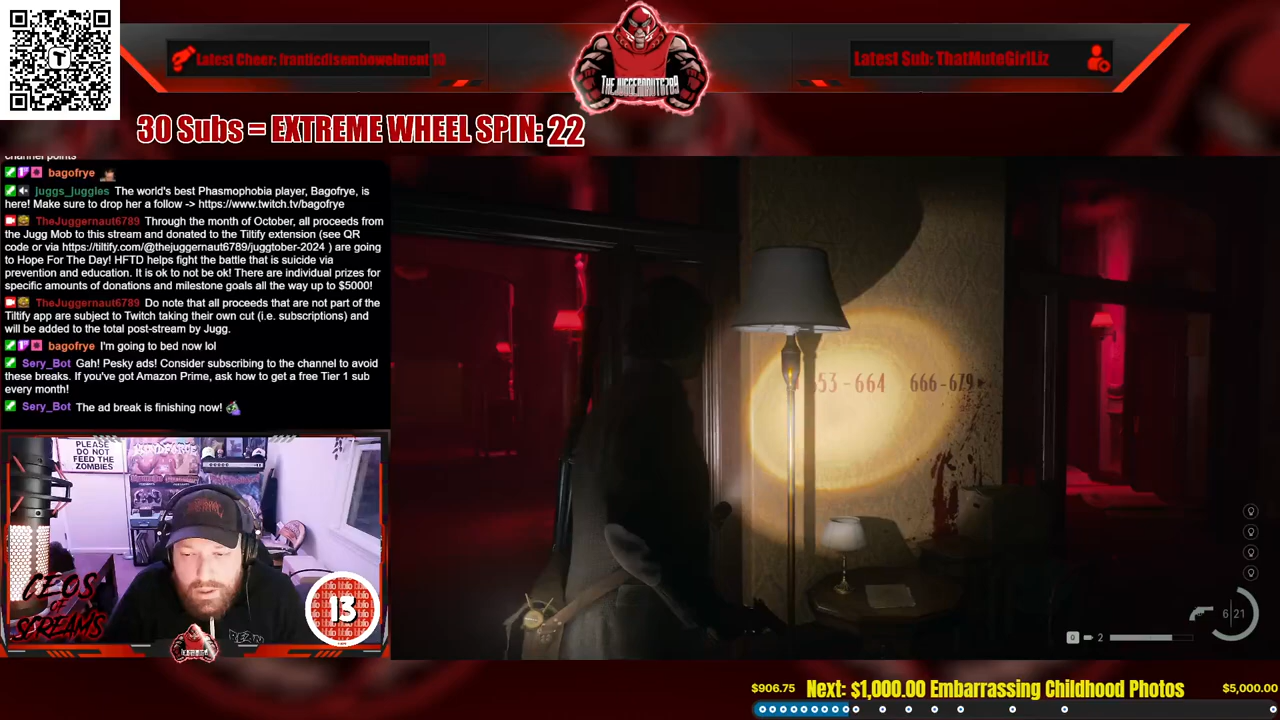 Latest Cheer: franticdisembowelment 10
THEJUGGERNAUT6789
Latest Sub: ThatMuteGirlLiz
30 Subs = EXTREME WHEEL SPIN: 22
channel points
bagofrye
juggs_juggles The world's best Phasmophobia player, Bagofrye, is
here! Make sure to drop her a follow -> https://www.twitch.tv/bagofrye
TheJuggernaut6789 Through the month of October, all proceeds from
the Jugg Mob to this stream and donated to the Tiltify extension (see QR
code or via https://tiltify.com/@thejuggernaut6789/juggtober-2024 ) are going
to Hope For The Day! HFTD helps fight the battle that is suicide via
prevention and education. It is ok to not be ok! There are individual prizes for
specific amounts of donations and milestone goals all the way up to $5000!
TheJuggernaut6789 Do note that all proceeds that are not part of the
Tiltify app are subject to Twitch taking their own cut (i.e. subscriptions) and
will be added to the total post-stream by Jugg.
bagofrye I'm going to bed now lol
Sery_Bot Gah! Pesky ads! Consider subscribing to the channel to avoid
these breaks. If you've got Amazon Prime, ask how to get a free Tier 1 sub
every month!
Sery_Bot The ad break is finishing now!
653 - 664 666 - 679
PLEASE
DO NOT
FEED THE
ZOMBIES
CEOS
OF
SCREAMS
13
6 21
Q 2
$906.75 Next: $1,000.00 Embarrassing Childhood Photos $5,000.00